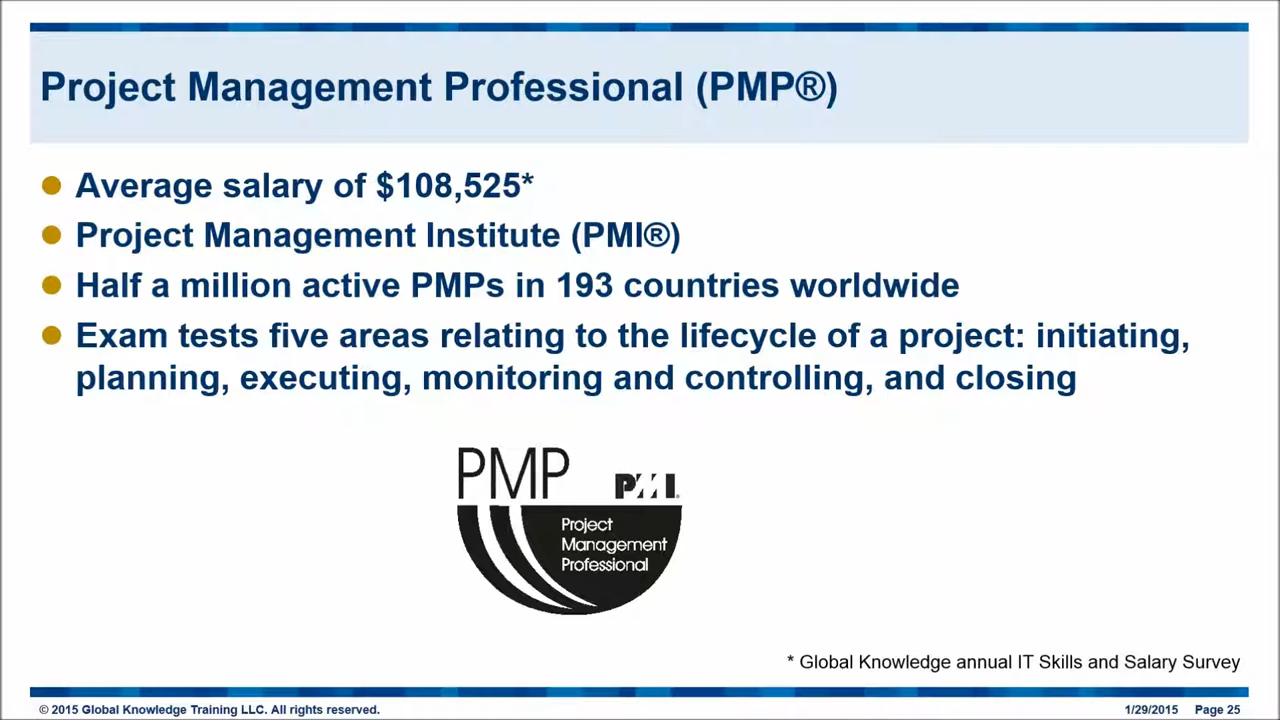 Project Management Professional (PMP®)
Average salary of $108,525*
Project Management Institute (PMI®)
Half a million active PMPs in 193 countries worldwide
Exam tests five areas relating to the lifecycle of a project: initiating,
planning, executing, monitoring and controlling, and closing
PMP
PMI®
Project
Management
Professional
* Global Knowledge annual IT Skills and Salary Survey
© 2015 Global Knowledge Training LLC. All rights reserved.
1/29/2015 Page 25